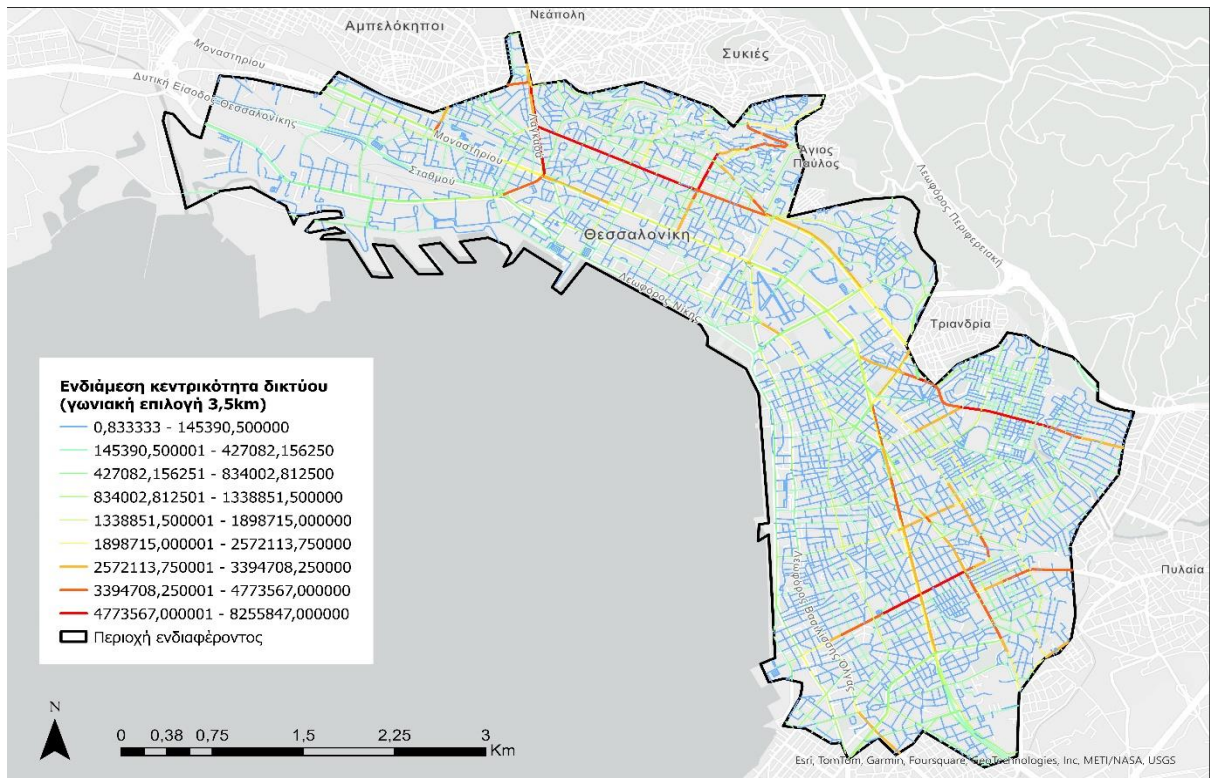 Νεάπολη
Αμπελόκηποι
Συκιές
Μοναστηρίου
Δυτική Είσοδος Θεσσαλονίκης
Λαγκαδά
Μοναστηρίου
Σταθμού
Άγιος
Παύλος
Λεωφόρος Περιφερειακή
Θεσσαλονίκη
Λεωφόρος Νίκης
Τριανδρία
Πυλαία
Λεωφόρος Βασιλίσσης Όλγας
Ενδιάμεση κεντρικότητα δικτύου
(γωνιακή επιλογή 3,5km)
0,833333 - 145390,500000
145390,500001 - 427082,156250
427082,156251 - 834002,812500
834002,812501 - 1338851,500000
1338851,500001 - 1898715,000000
1898715,000001 - 2572113,750000
2572113,750001 - 3394708,250000
3394708,250001 - 4773567,000000
4773567,000001 - 8255847,000000
Περιοχή ενδιαφέροντος
N
0 0,38 0,75 1,5 2,25 3
Km
Esri, TomTom, Garmin, Foursquare, GeoTechnologies, Inc, METI/NASA, USGS